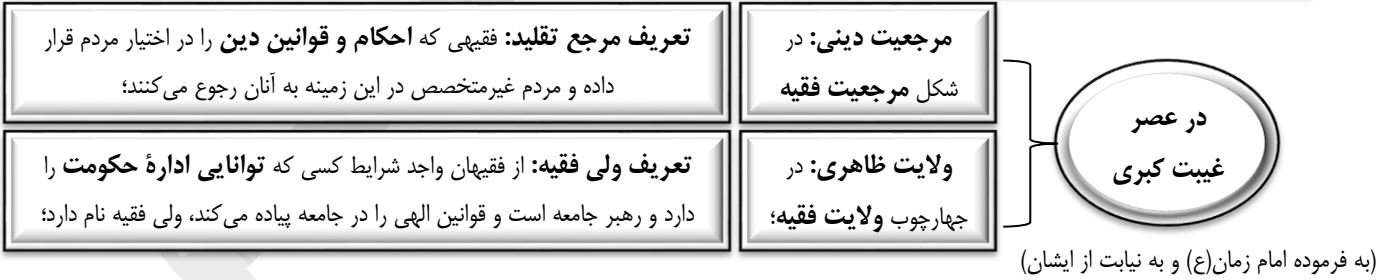 در عصر
غیبت کبری
(به فرموده امام زمان(ع) و به نیابت از ایشان)
مرجعیت دینی: در
شکل مرجعیت فقیه
تعریف مرجع تقلید: فقیهی که احکام و قوانین دین را در اختیار مردم قرار
داده و مردم غیرمتخصص در این زمینه به آنان رجوع می‌کنند؛
ولایت ظاهری: در
چهارچوب ولایت فقیه؛
تعریف ولی فقیه: از فقیهان واجد شرایط کسی که توانایی ادارهٔ حکومت را
دارد و رهبر جامعه است و قوانین الهی را در جامعه پیاده می‌کند، ولی فقیه نام دارد؛